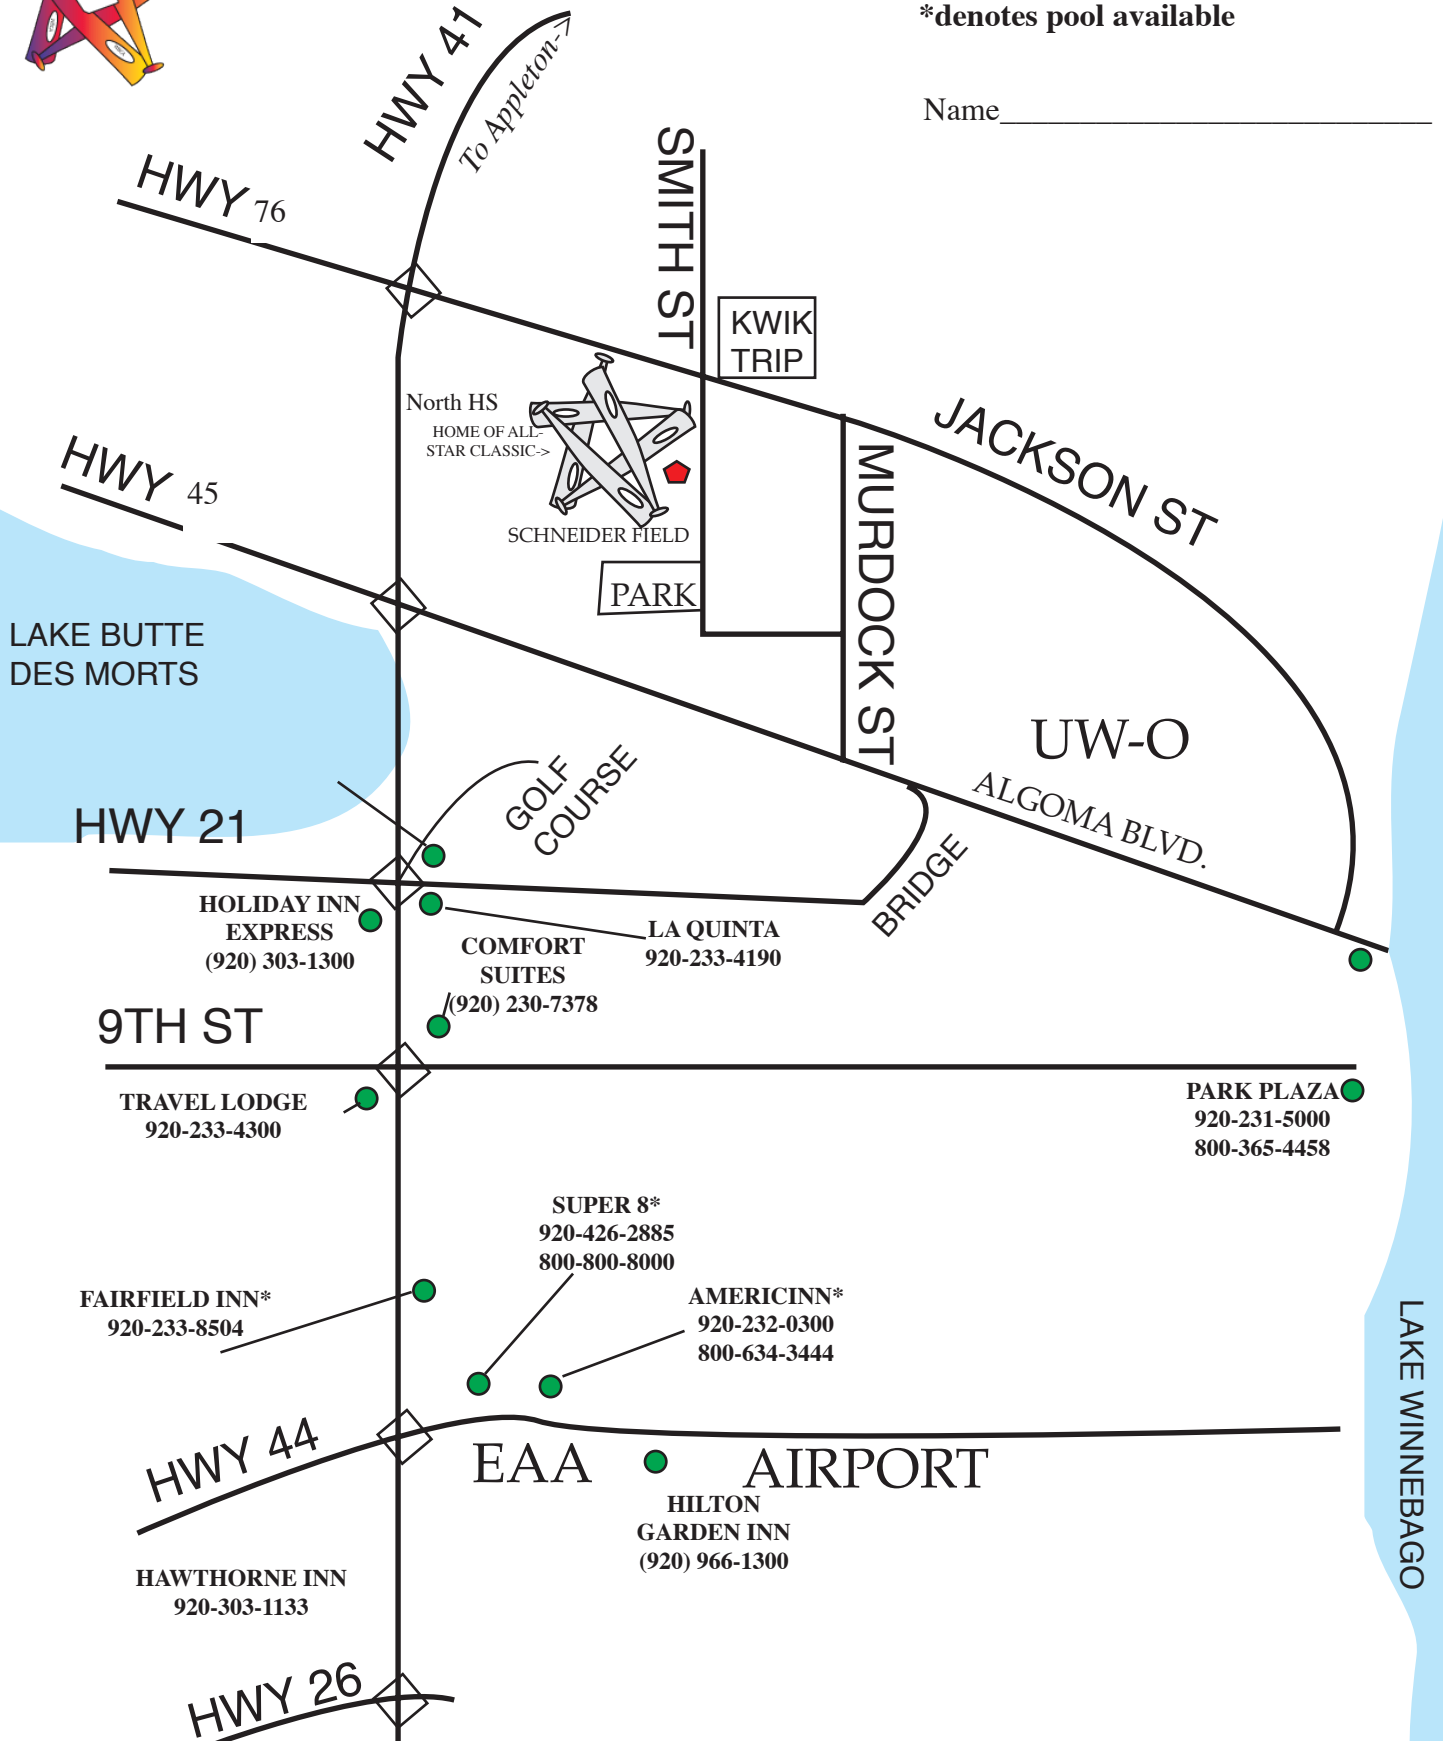 *denotes pool available
Name___________________________
HWY 41
To Appleton->
HWY 76
SMITH ST
KWIK
TRIP
North HS
HOME OF ALL-
STAR CLASSIC->
SCHNEIDER FIELD
PARK
JACKSON ST
MURDOCK ST
HWY 45
LAKE BUTTE
DES MORTS
UW-O
ALGOMA BLVD.
GOLF
COURSE
BRIDGE
HWY 21
HOLIDAY INN
EXPRESS
(920) 303-1300
LA QUINTA
920-233-4190
COMFORT
SUITES
(920) 230-7378
9TH ST
TRAVEL LODGE
920-233-4300
PARK PLAZA
920-231-5000
800-365-4458
SUPER 8*
920-426-2885
800-800-8000
FAIRFIELD INN*
920-233-8504
AMERICINN*
920-232-0300
800-634-3444
LAKE WINNEBAGO
HWY 44
EAA
AIRPORT
HILTON
GARDEN INN
(920) 966-1300
HAWTHORNE INN
920-303-1133
HWY 26